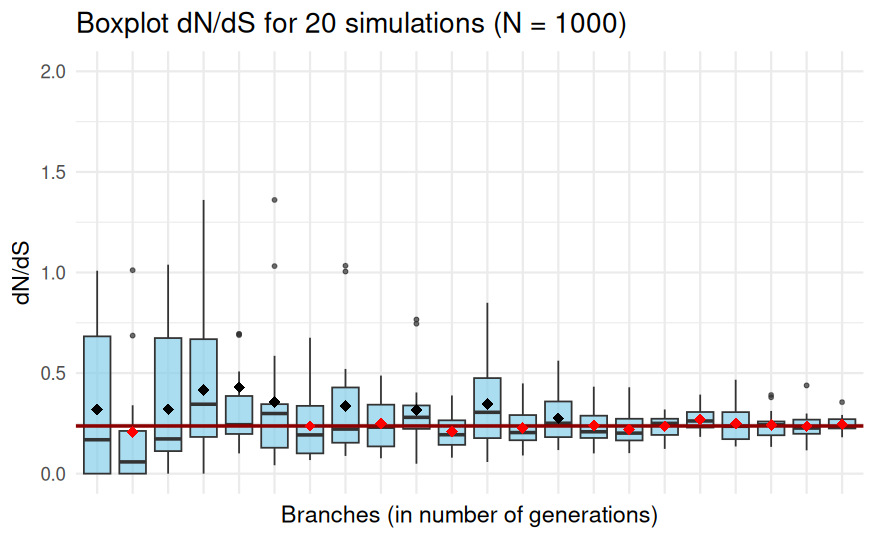 Boxplot dN/dS for 20 simulations (N = 1000)
2.0
1.5
1.0
0.5
0.0
dN/dS
Branches (in number of generations)